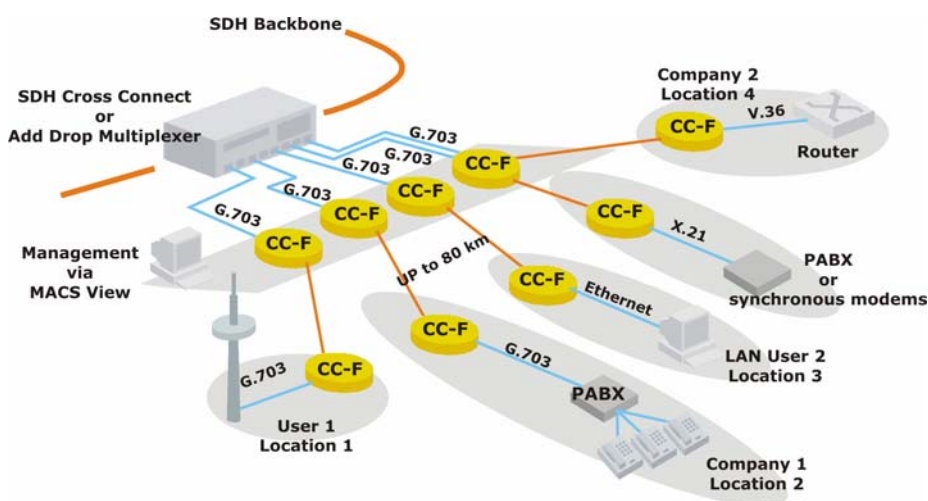 SDH Backbone
SDH Cross Connect
or
Add Drop Multiplexer
Company 2
Location 4
V.36
CC-F
Router
G.703
G.703
G.703
G.703
G.703
CC-F
CC-F
CC-F
CC-F
CC-F
X.21
PABX
or
synchronous modems
Management
via
MACS View
UP to 80 km
CC-F
Ethernet
LAN User 2
Location 3
CC-F
G.703
PABX
G.703
CC-F
User 1
Location 1
Company 1
Location 2